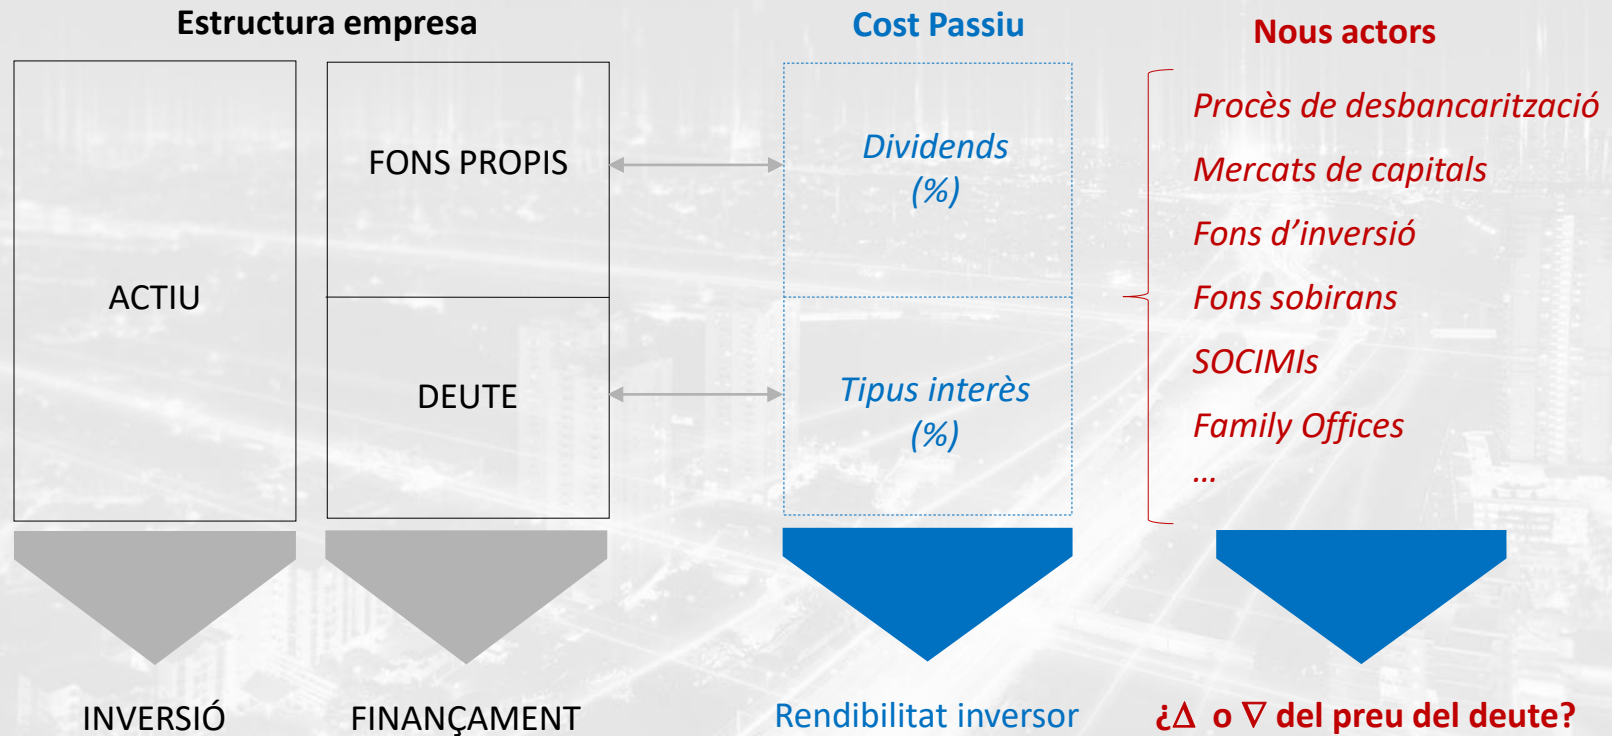 Estructura empresa
ACTIU
FONS PROPIS
DEUTE
INVERSIÓ
FINANÇAMENT
Cost Passiu
Dividends
(%)
Tipus interès
(%)
Rendibilitat inversor
Nous actors
Procès de desbancarització
Mercats de capitals
Fons d’inversió
Fons sobirans
SOCIMIs
Family Offices
...
¿Δ o ∇ del preu del deute?